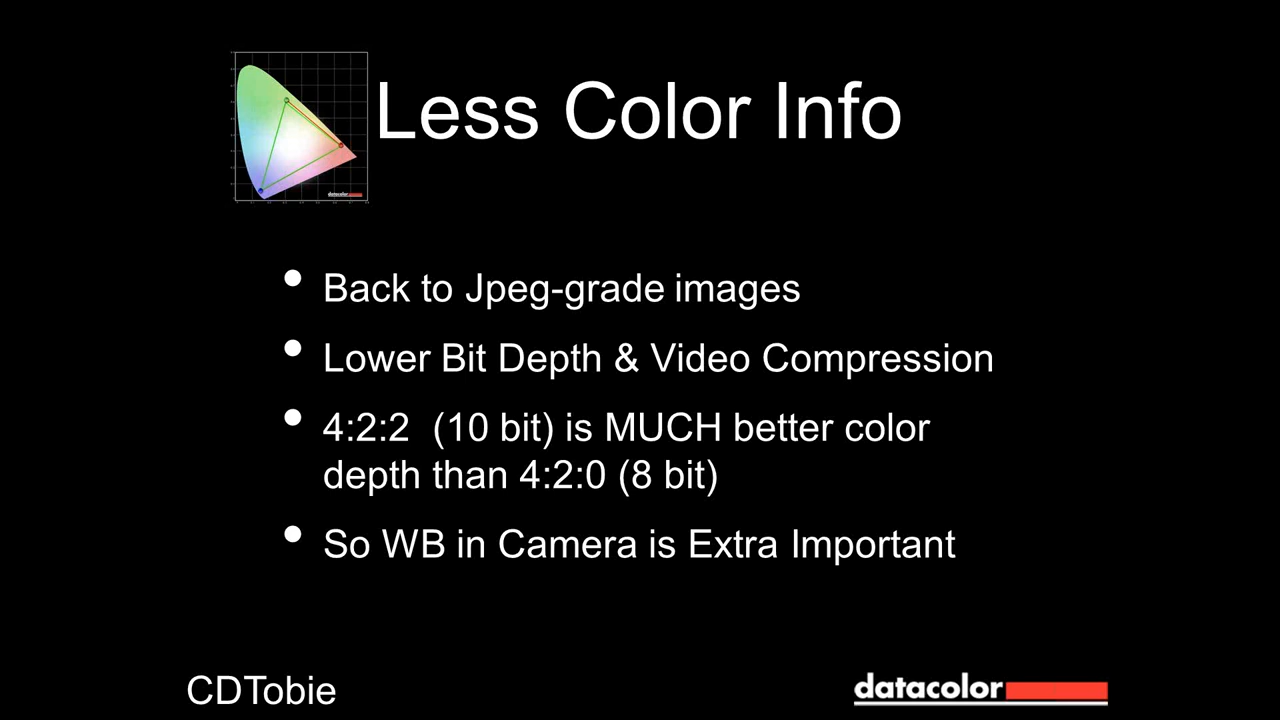 Less Color Info
datacolor
• Back to Jpeg-grade images
• Lower Bit Depth & Video Compression
• 4:2:2 (10 bit) is MUCH better color
depth than 4:2:0 (8 bit)
• So WB in Camera is Extra Important
CDTobie
datacolor